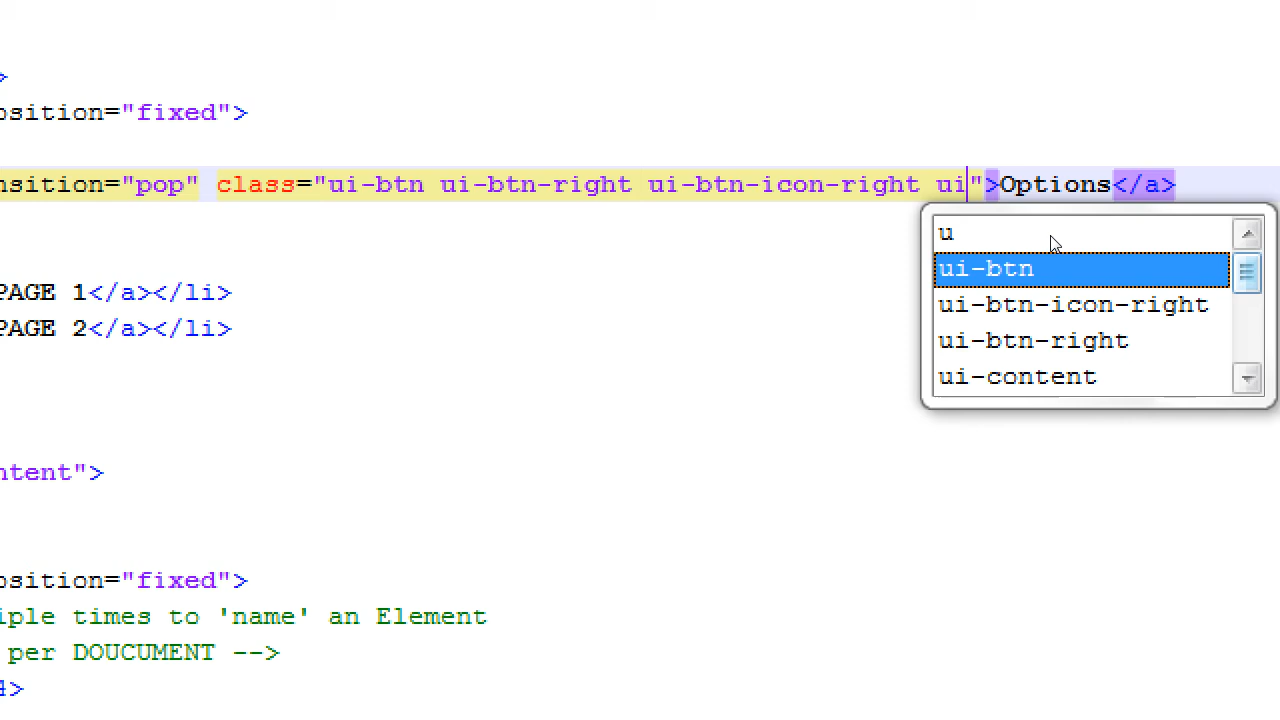 >
osition="fixed">
nsition="pop" class="ui-btn ui-btn-right ui-btn-icon-right ui">Options</a>
u
ui-btn
PAGE 1</a></li>
ui-btn-icon-right
PAGE 2</a></li>
ui-btn-right
ui-content
ntent">
osition="fixed">
iple times to 'name' an Element
per DOUCUMENT -->
4>